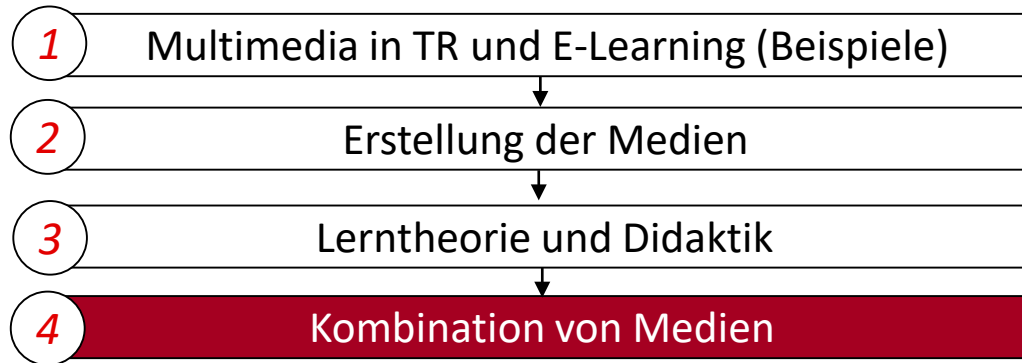 1 Multimedia in TR und E-Learning (Beispiele)
2 Erstellung der Medien
3 Lerntheorie und Didaktik
4 Kombination von Medien